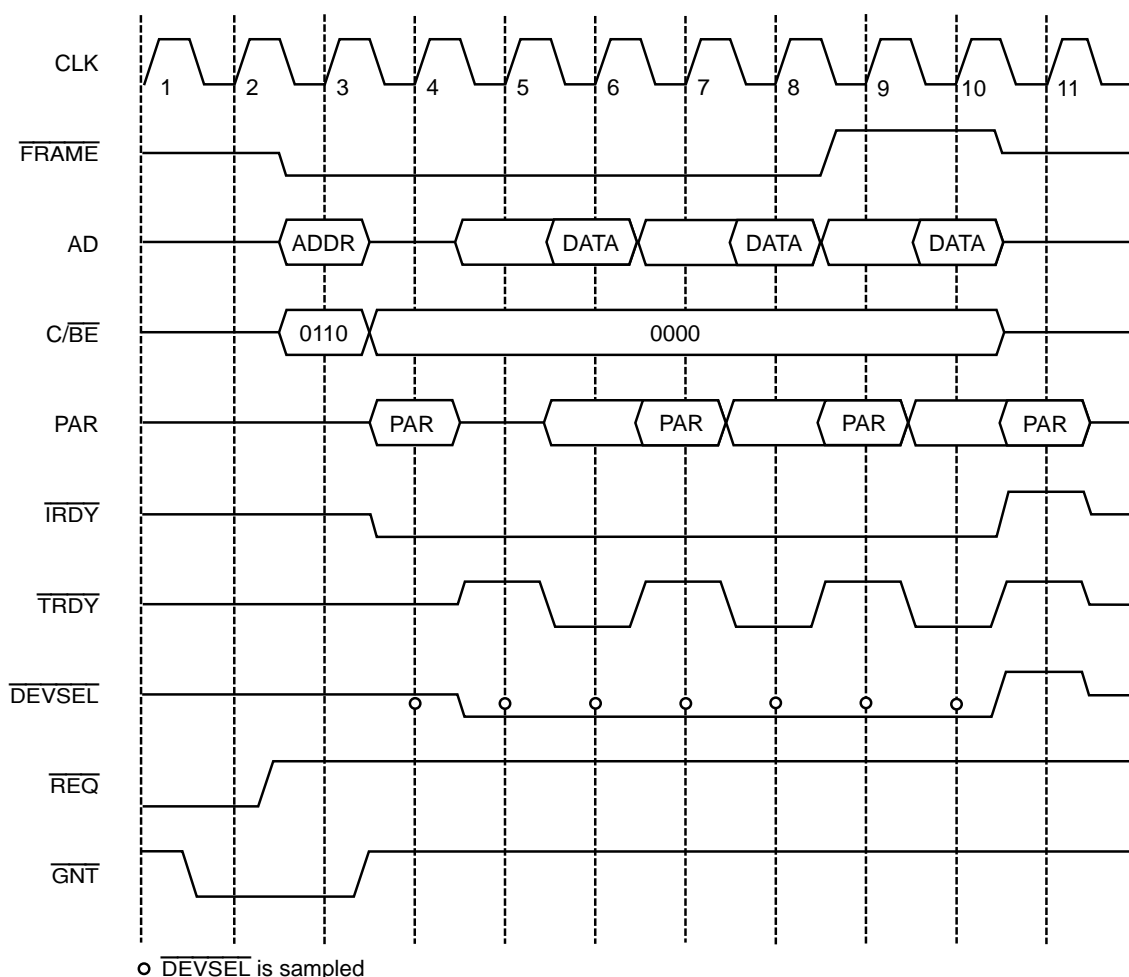 CLK
1 2 3 4 5 6 7 8 9 10 11
FRAME
AD
ADDR DATA DATA DATA
C/BE
0110 0000
PAR
PAR PAR PAR PAR
IRDY
TRDY
DEVSEL
REQ
GNT
DEVSEL is sampled